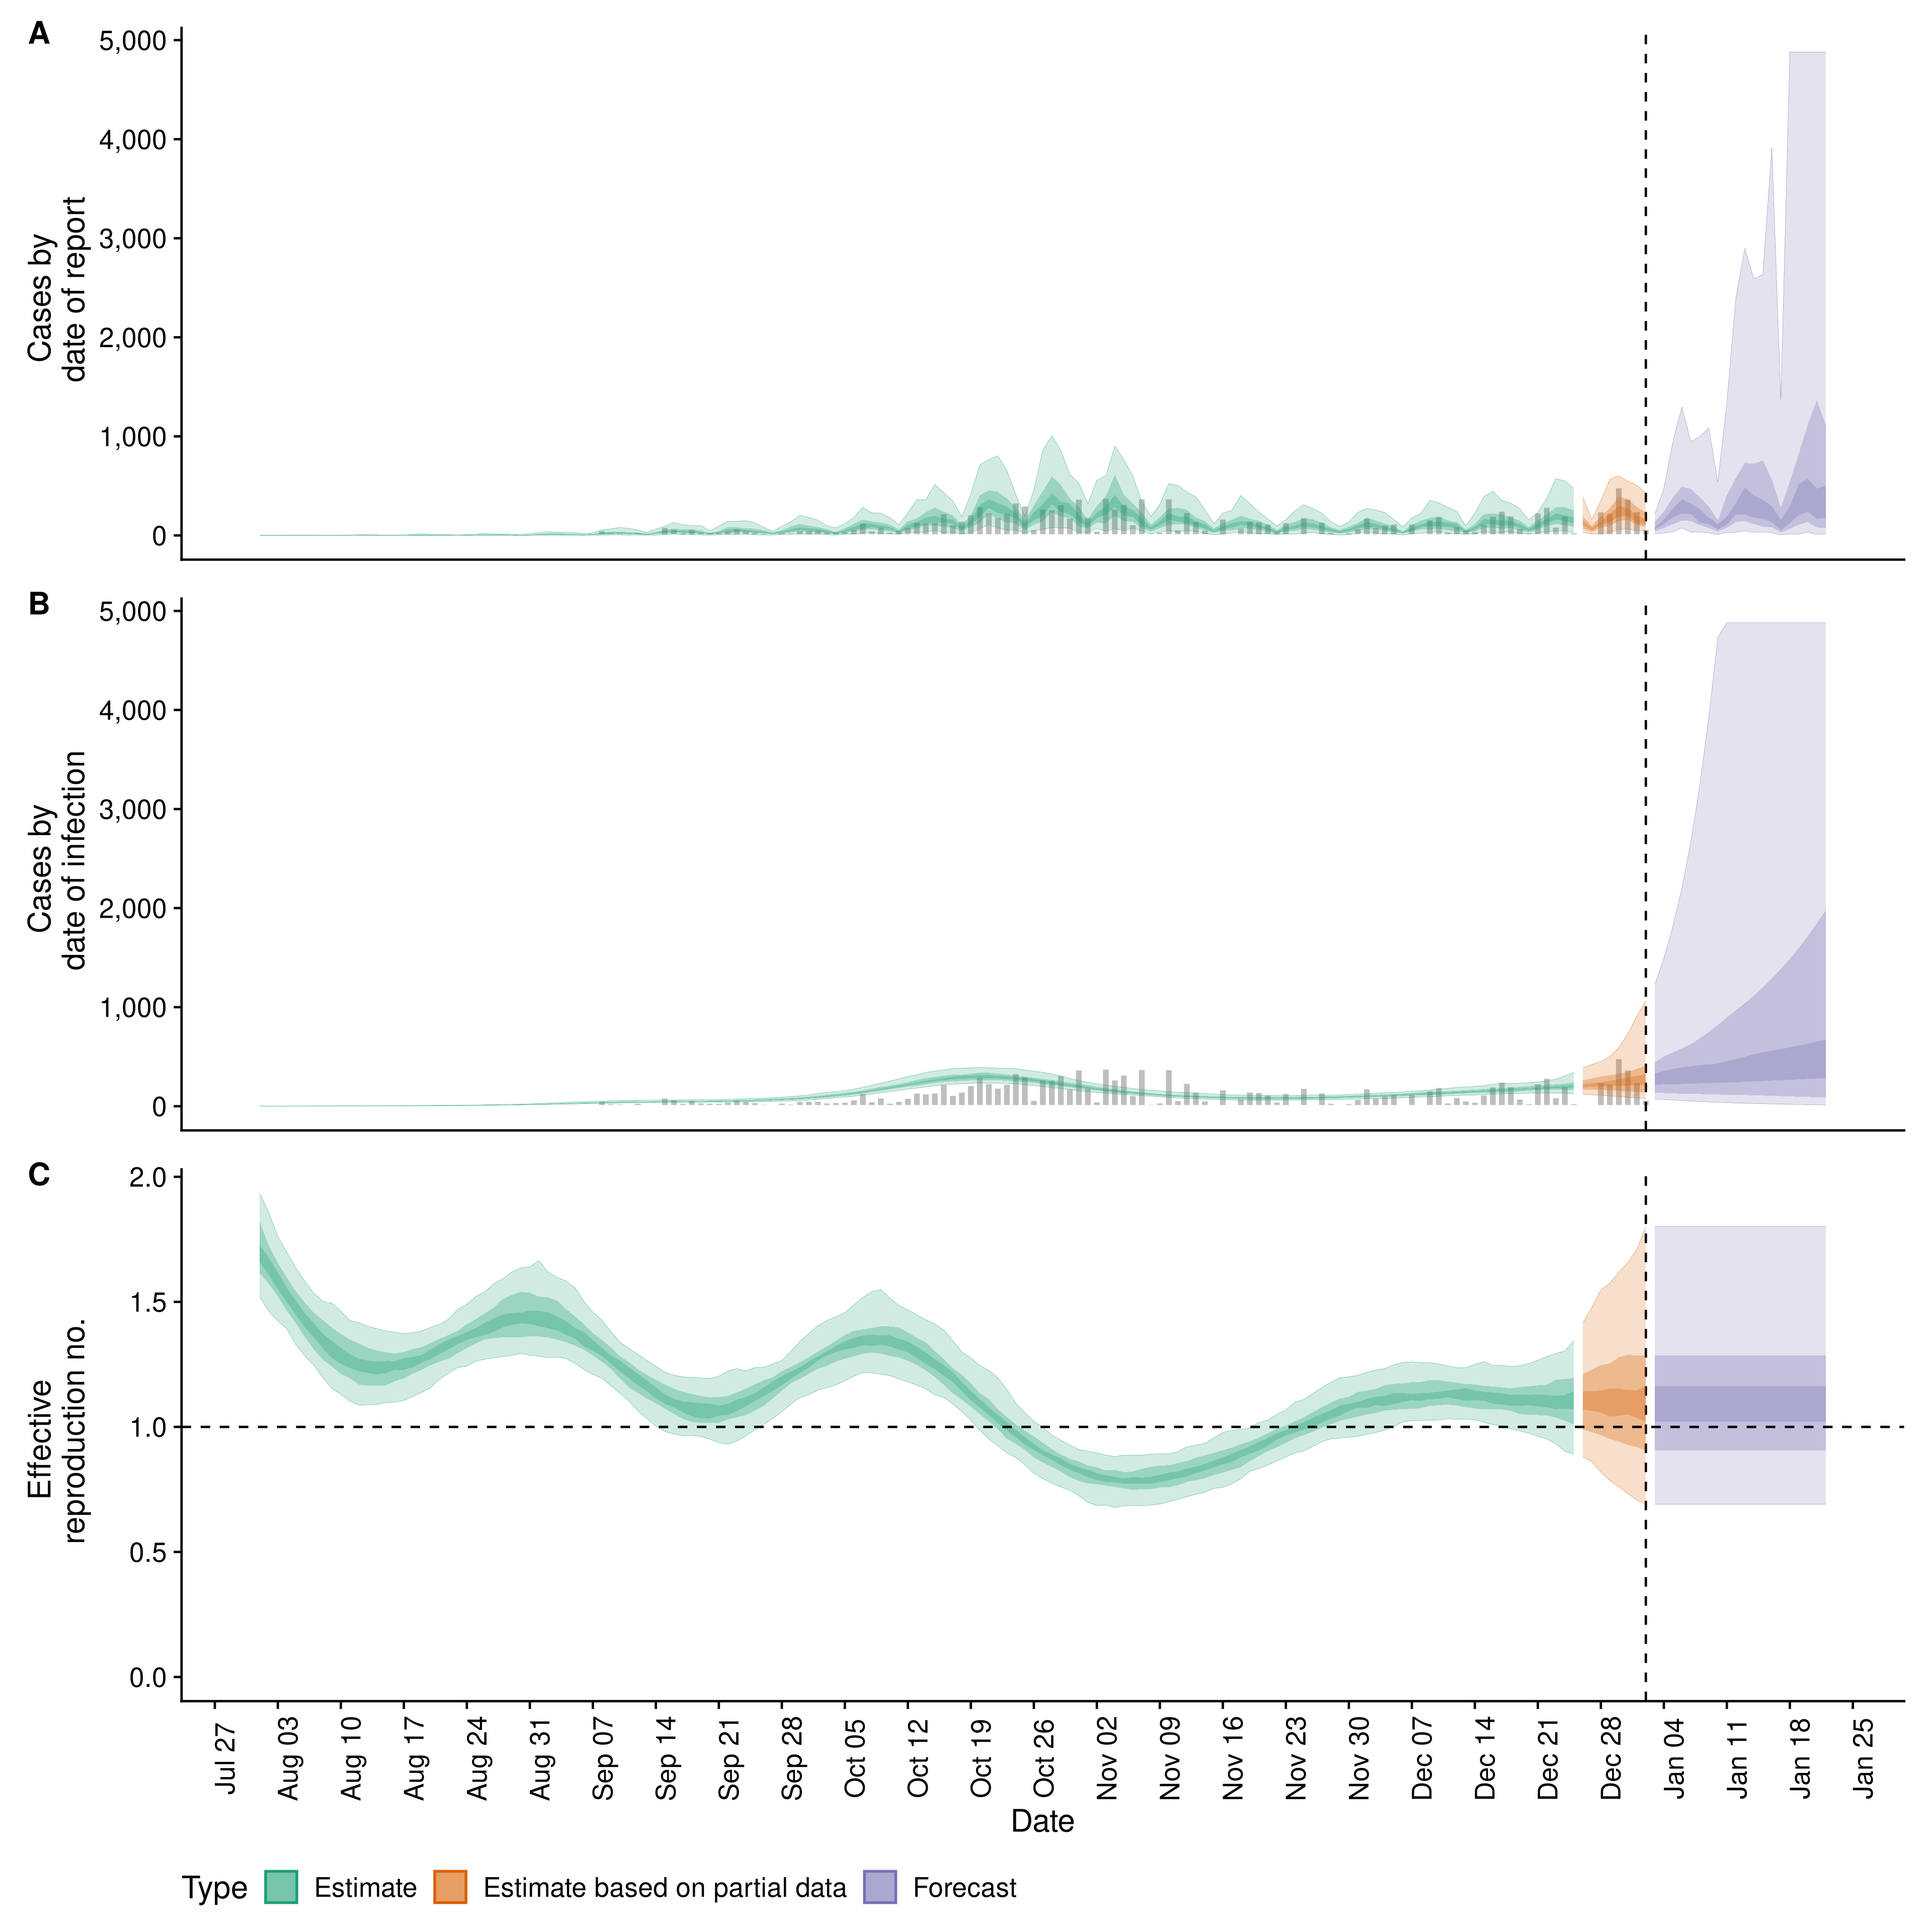 A
5,000
4,000
3,000
2,000
1,000
0
Cases by
date of report
B
5,000
4,000
3,000
2,000
1,000
0
Cases by
date of infection
C
2.0
1.5
1.0
0.5
0.0
Effective
reproduction no.
Jul 27
Aug 03
Aug 10
Aug 17
Aug 24
Aug 31
Sep 07
Sep 14
Sep 21
Sep 28
Oct 05
Oct 12
Oct 19
Oct 26
Nov 02
Nov 09
Nov 16
Nov 23
Nov 30
Dec 07
Dec 14
Dec 21
Dec 28
Jan 04
Jan 11
Jan 18
Jan 25
Date
Type Estimate Estimate based on partial data Forecast